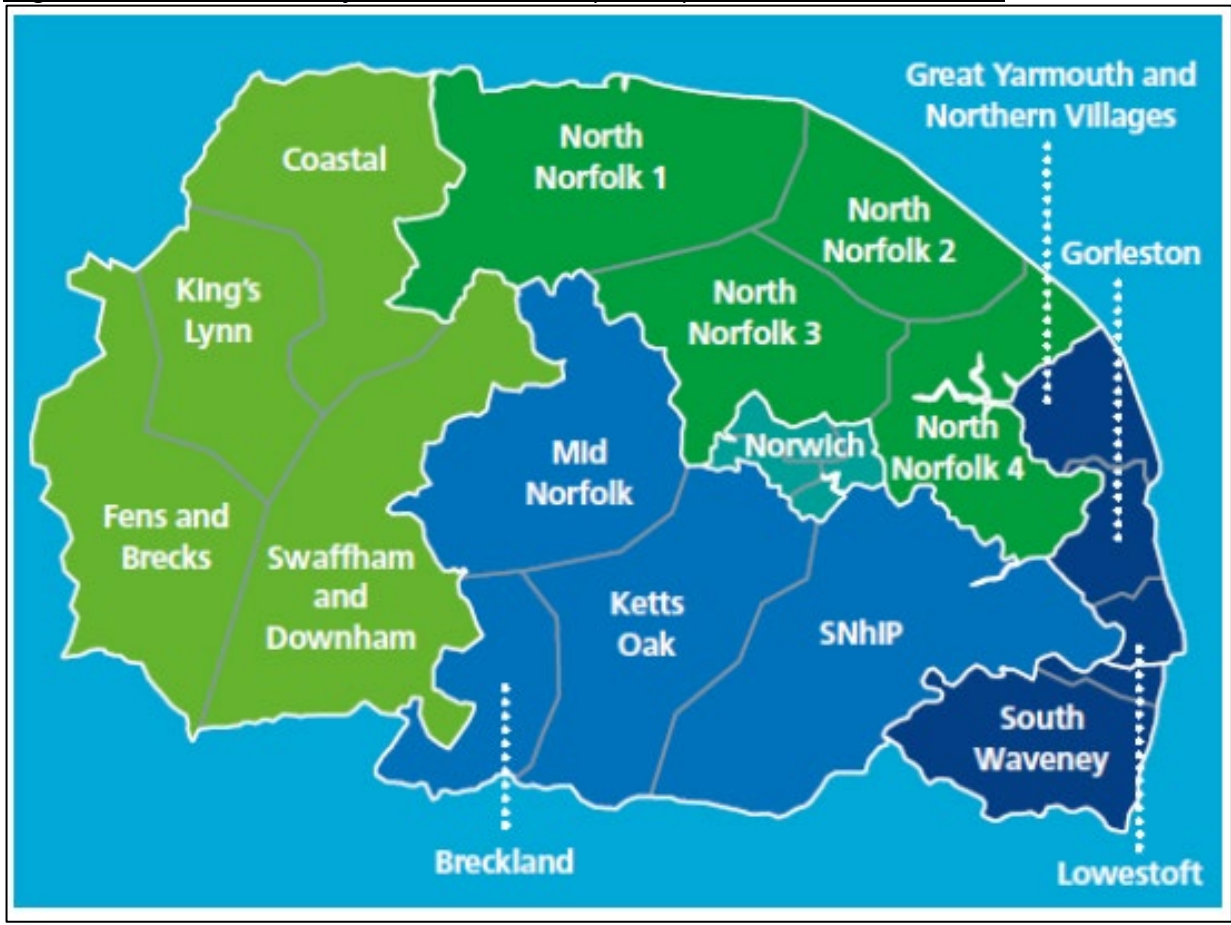 Great Yarmouth and
Northern Villages
North
Norfolk 1
Coastal
North
Norfolk 2
Gorleston
King's
Lynn
North
Norfolk 3
North
Norfolk 4
Norwich
Mid
Norfolk
Fens and
Brecks
Swaffham
and
Downham
Ketts
Oak
SNhIP
South
Waveney
Breckland
Lowestoft